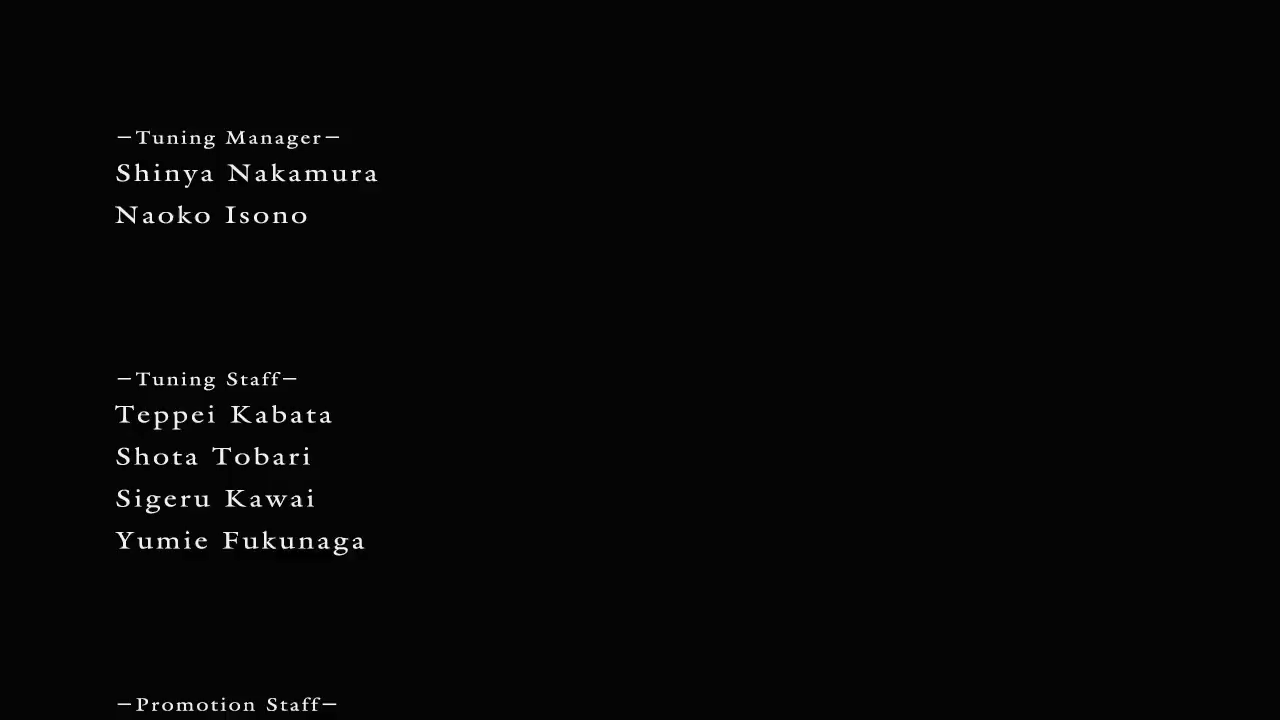 －Tuning Manager－
Shinya Nakamura
Naoko Isono
－Tuning Staff－
Teppei Kabata
Shota Tobari
Sigeru Kawai
Yumie Fukunaga
－Promotion Staff－